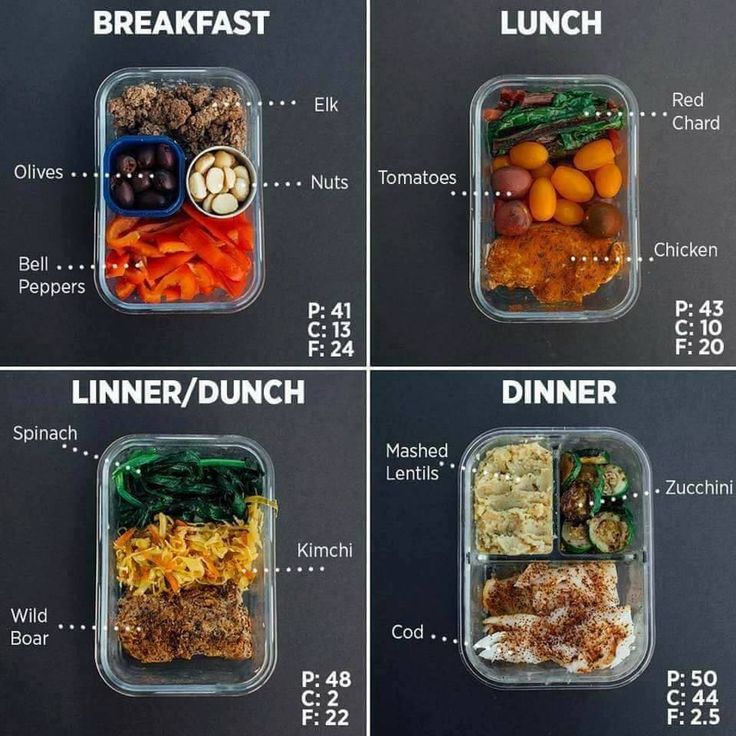 BREAKFAST
Elk
Olives
Nuts
Bell
Peppers
P: 41
C: 13
F: 24
LUNCH
Red
Chard
Tomatoes
Chicken
P: 43
C: 10
F: 20
LINNER/DUNCH
Spinach
Kimchi
Wild
Boar
P: 48
C: 2
F: 22
DINNER
Mashed
Lentils
Zucchini
Cod
P: 50
C: 44
F: 2.5